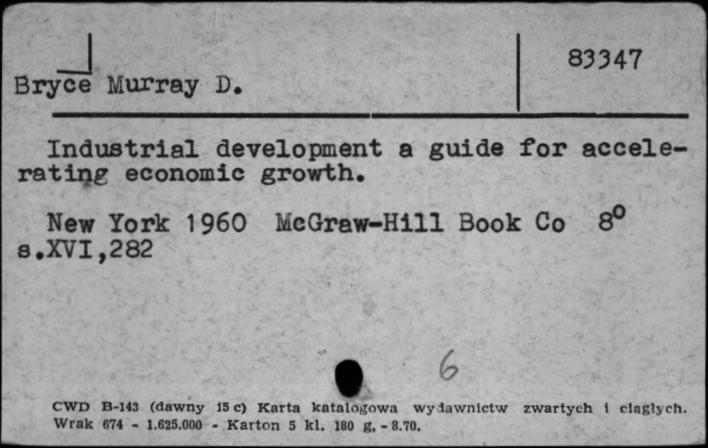 83347
Bryce Murray D.
Industrial development a guide for accele-
rating economic growth.
New York 1960 McGraw-Hill Book Co 8°
s.XVI,282
6
CWD B-143 (dawny 15 c) Karta katalogowa wydawnictw zwartych i ciągłych.
Wrak 674 - 1.625.000 - Karton 5 kl. 180 g, - 8.70.